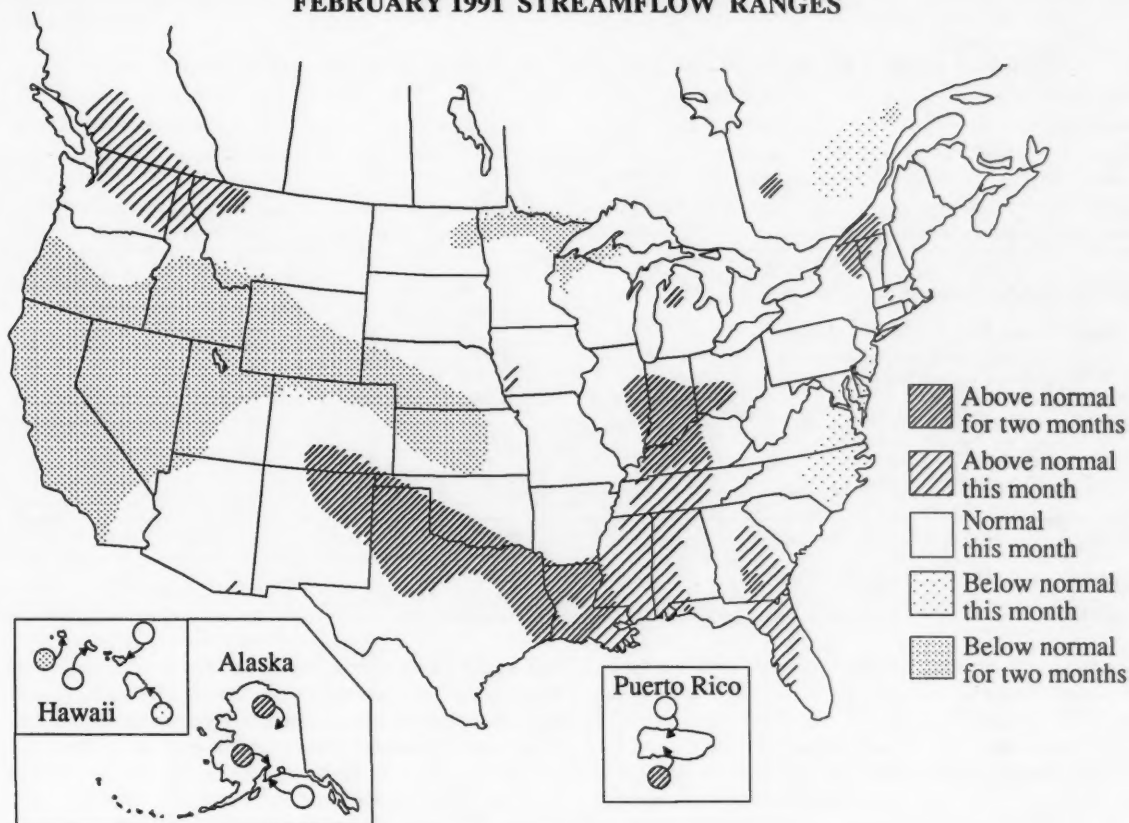 FEBRUARY 1991 STREAMFLOW RANGES
Above normal
for two months
Above normal
this month
Normal
this month
Below normal
this month
Below normal
for two months
Hawaii
Alaska
Puerto Rico